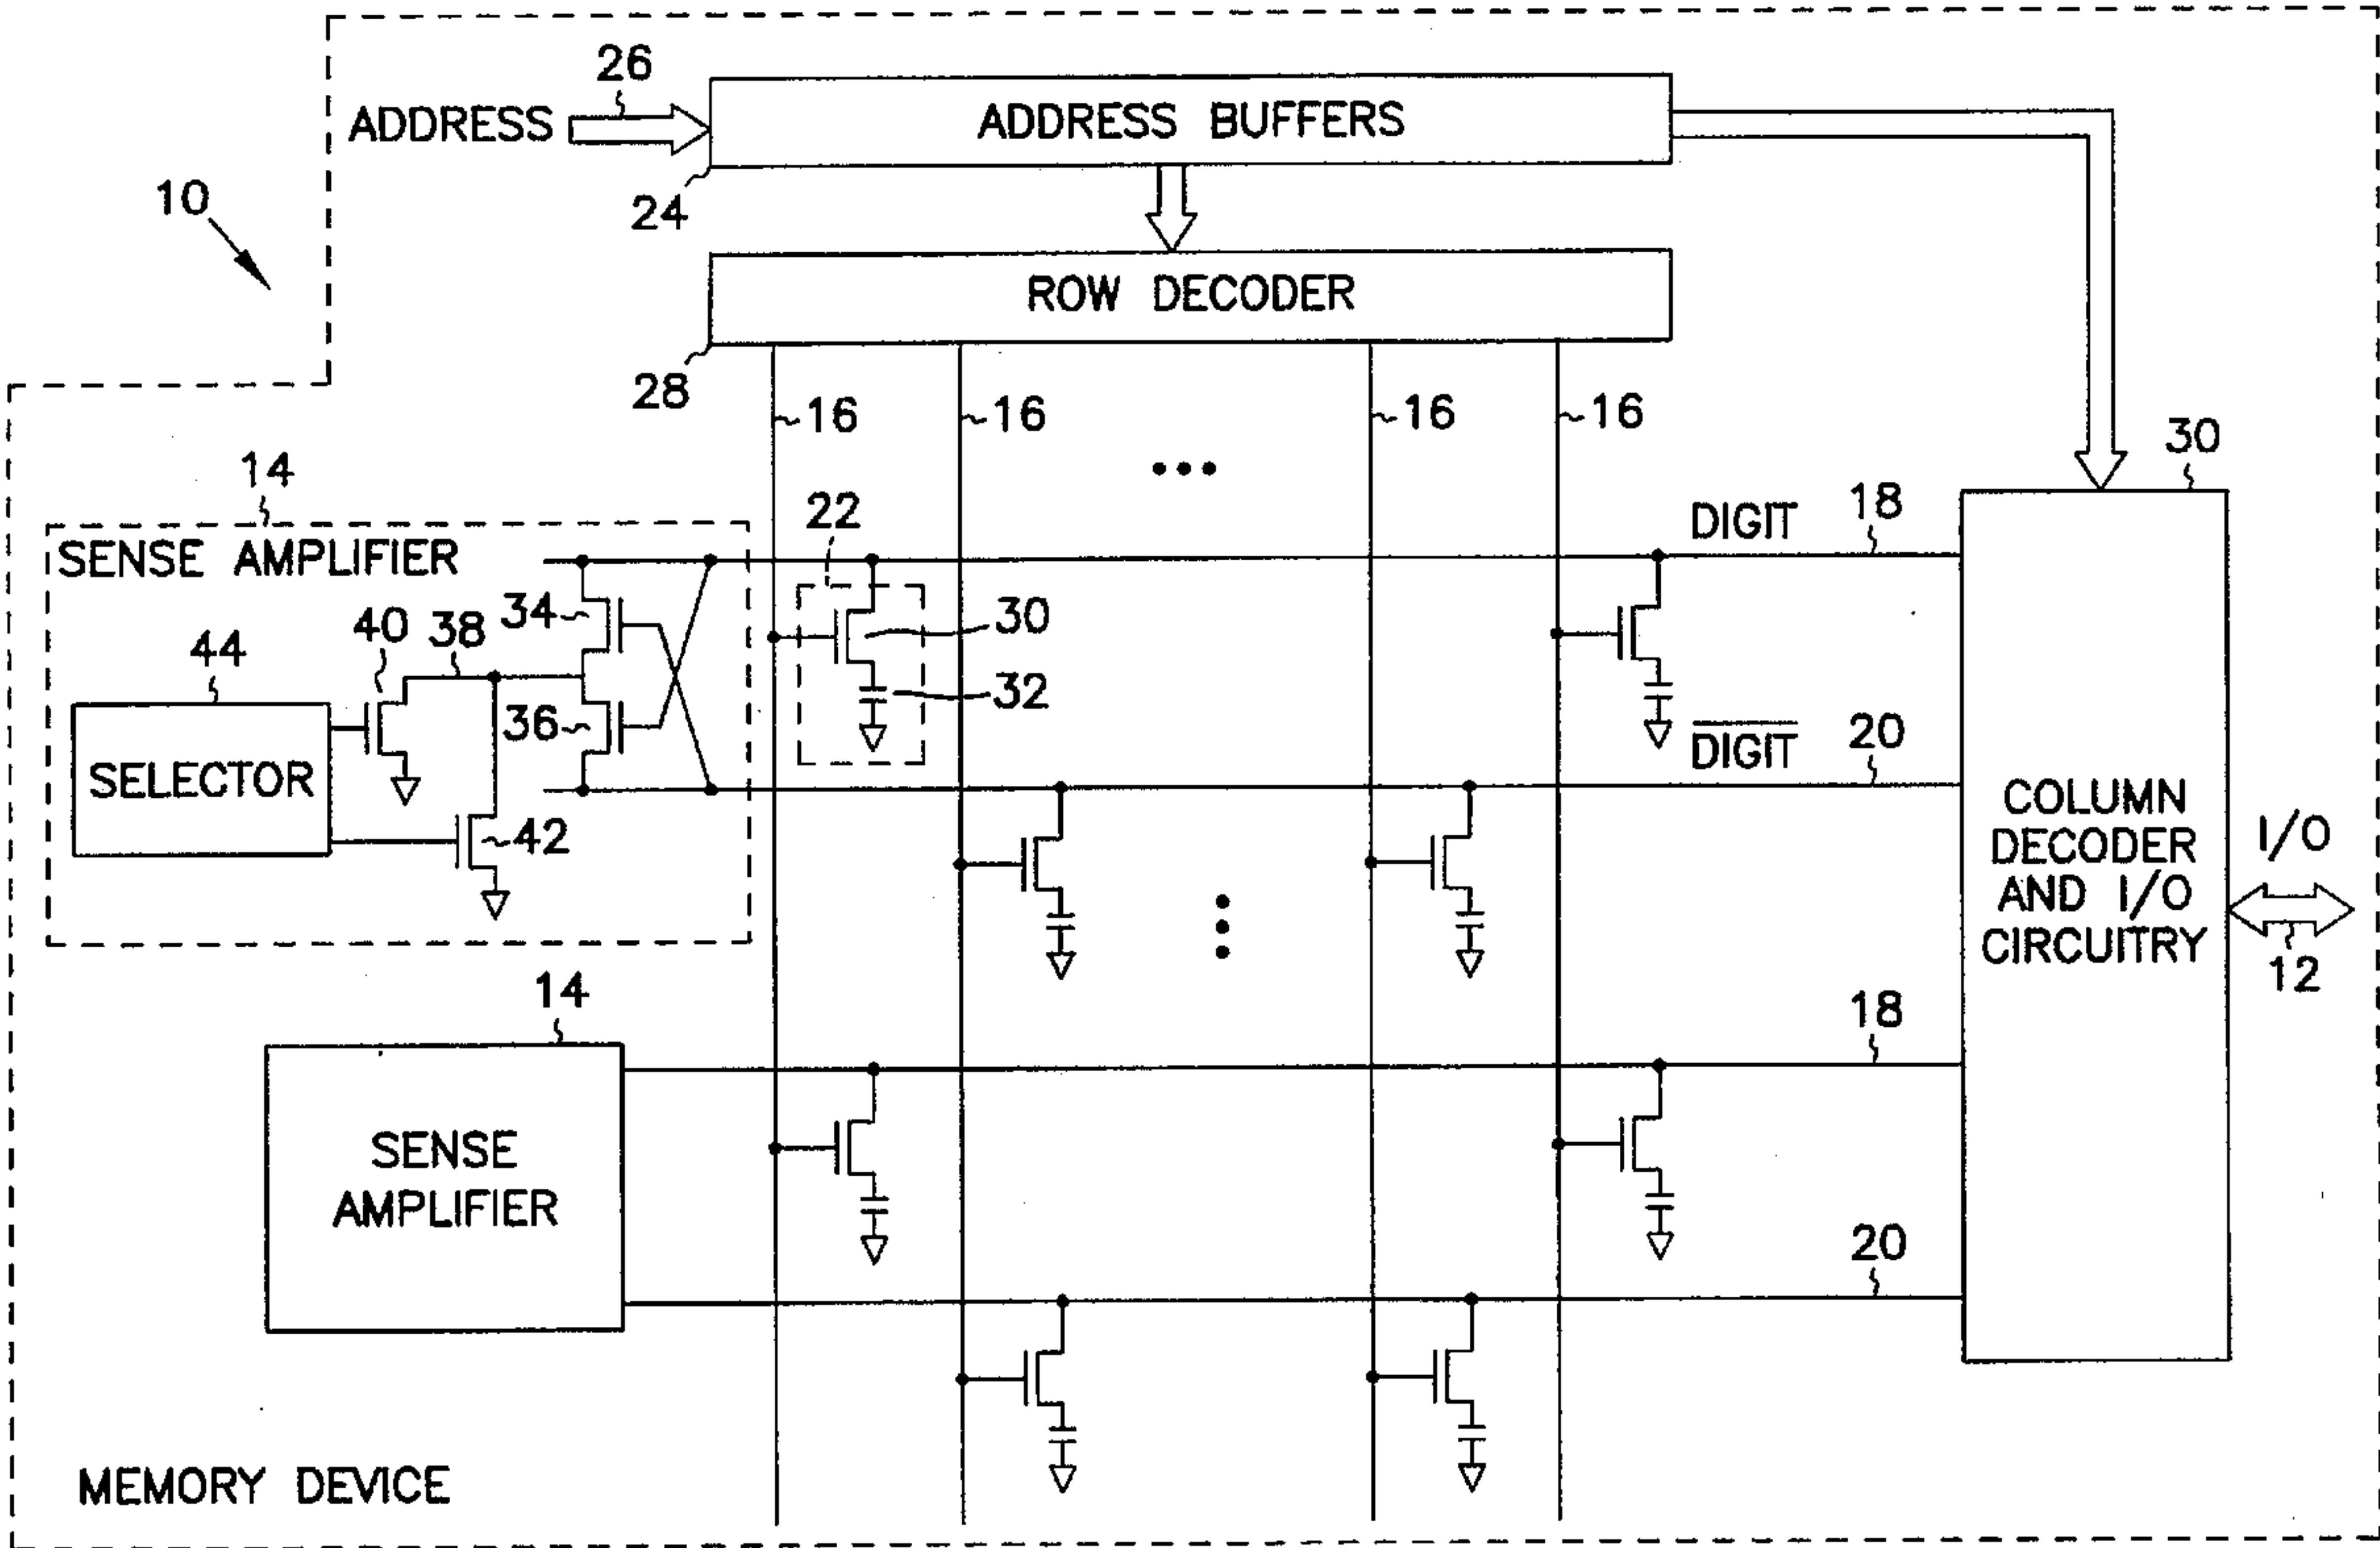 26
ADDRESS
ADDRESS BUFFERS
10
24
ROW DECODER
28
16
16
16
16
30
14
22
DIGIT
18
SENSE AMPLIFIER
34
30
40
38
44
32
36
DIGIT
20
SELECTOR
42
COLUMN
DECODER
AND I/O
CIRCUITRY
I/O
12
14
18
SENSE
AMPLIFIER
20
MEMORY DEVICE